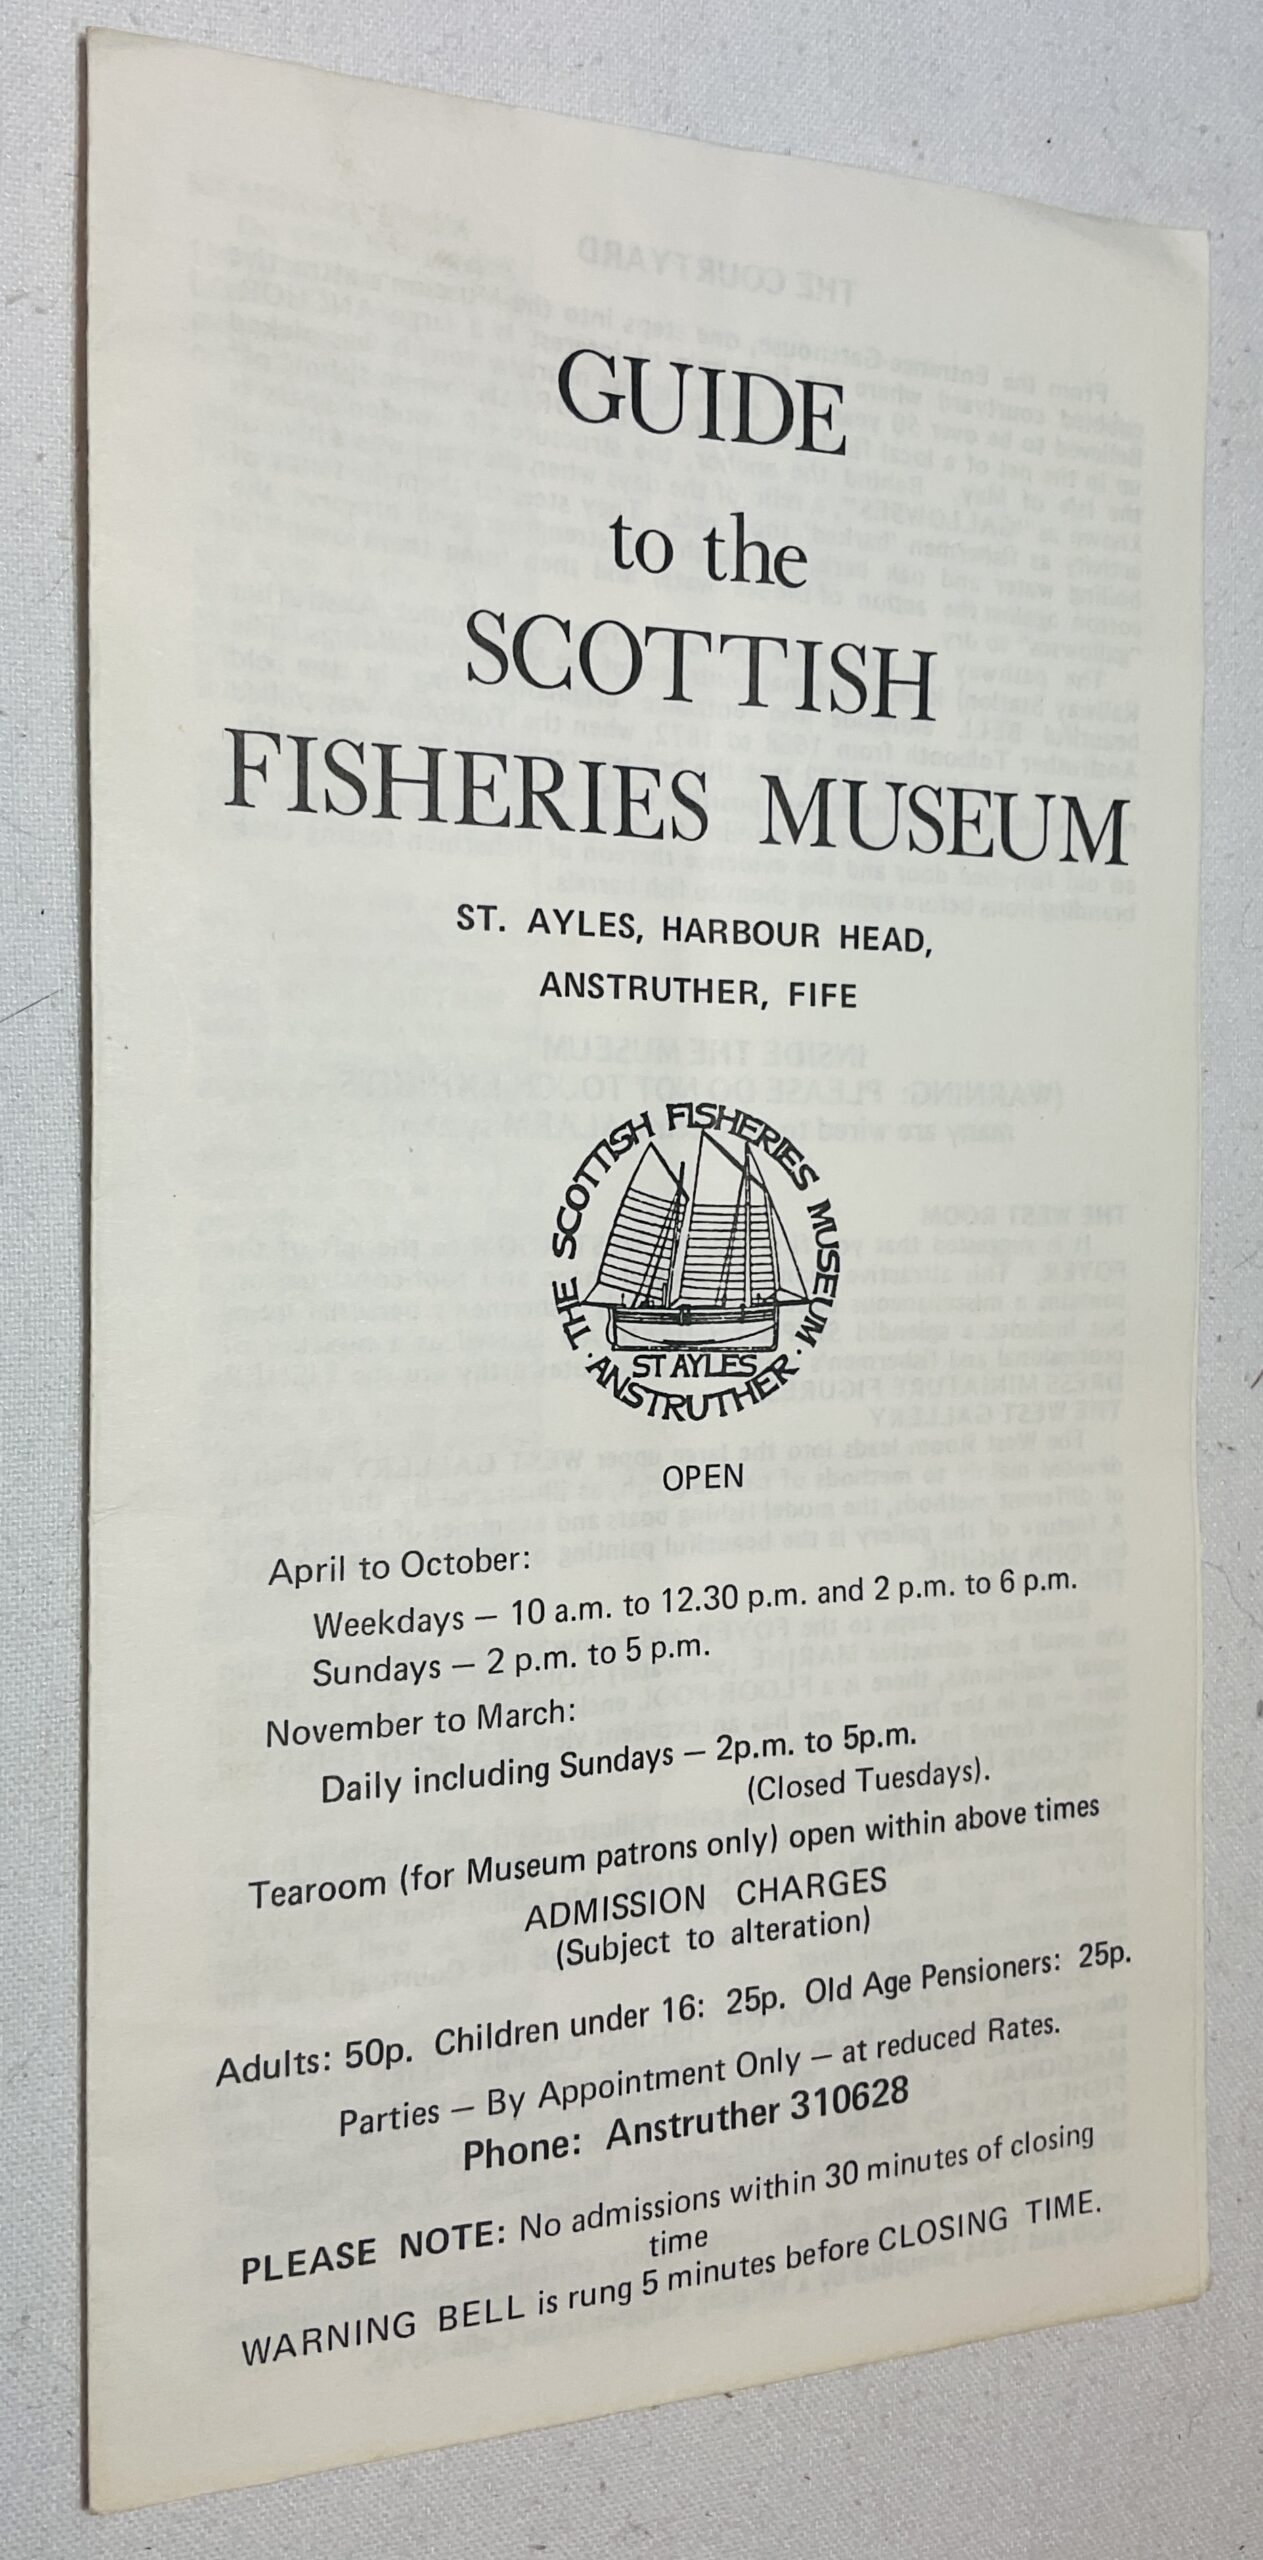 GUIDE
to the
SCOTTISH
FISHERIES MUSEUM
ST. AYLES, HARBOUR HEAD,
ANSTRUTHER, FIFE
THE SCOTTISH FISHERIES MUSEUM
ST AYLES
· ANSTRUTHER ·
OPEN
April to October:
Weekdays — 10 a.m. to 12.30 p.m. and 2 p.m. to 6 p.m.
Sundays — 2 p.m. to 5 p.m.
November to March:
Daily including Sundays — 2p.m. to 5p.m.
(Closed Tuesdays).
Tearoom (for Museum patrons only) open within above times
ADMISSION CHARGES
(Subject to alteration)
Adults: 50p. Children under 16: 25p. Old Age Pensioners: 25p.
Parties — By Appointment Only — at reduced Rates.
Phone: Anstruther 310628
PLEASE NOTE: No admissions within 30 minutes of closing
time
WARNING BELL is rung 5 minutes before CLOSING TIME.